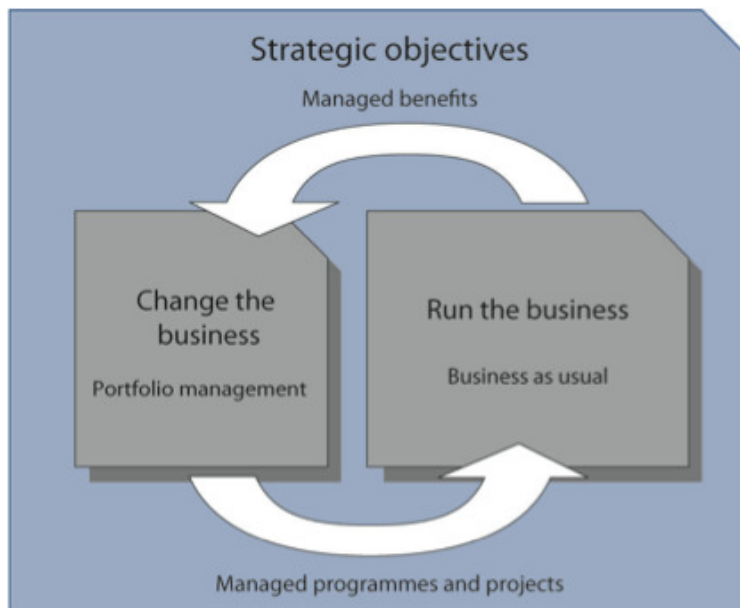 Strategic objectives
Managed benefits
Change the
business
Portfolio management
Run the business
Business as usual
Managed programmes and projects